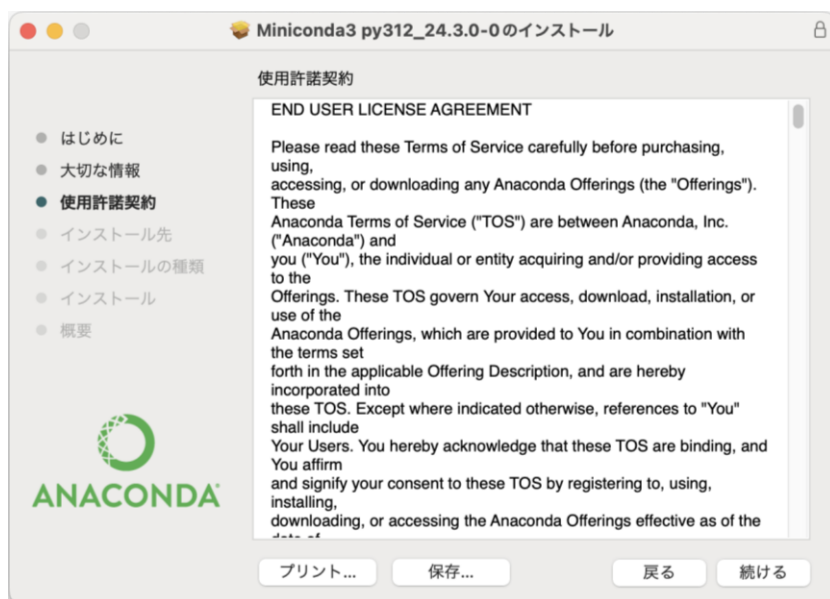 Miniconda3 py312_24.3.0-0のインストール
使用許諾契約
はじめに
大切な情報
使用許諾契約
インストール先
インストールの種類
インストール
概要
ANACONDA
END USER LICENSE AGREEMENT
Please read these Terms of Service carefully before purchasing,
using,
accessing, or downloading any Anaconda Offerings (the "Offerings").
These
Anaconda Terms of Service ("TOS") are between Anaconda, Inc.
("Anaconda") and
you ("You"), the individual or entity acquiring and/or providing access
to the
Offerings. These TOS govern Your access, download, installation, or
use of the
Anaconda Offerings, which are provided to You in combination with
the terms set
forth in the applicable Offering Description, and are hereby
incorporated into
these TOS. Except where indicated otherwise, references to "You"
shall include
Your Users. You hereby acknowledge that these TOS are binding, and
You affirm
and signify your consent to these TOS by registering to, using,
installing,
downloading, or accessing the Anaconda Offerings effective as of the
プリント... 保存... 戻る 続ける